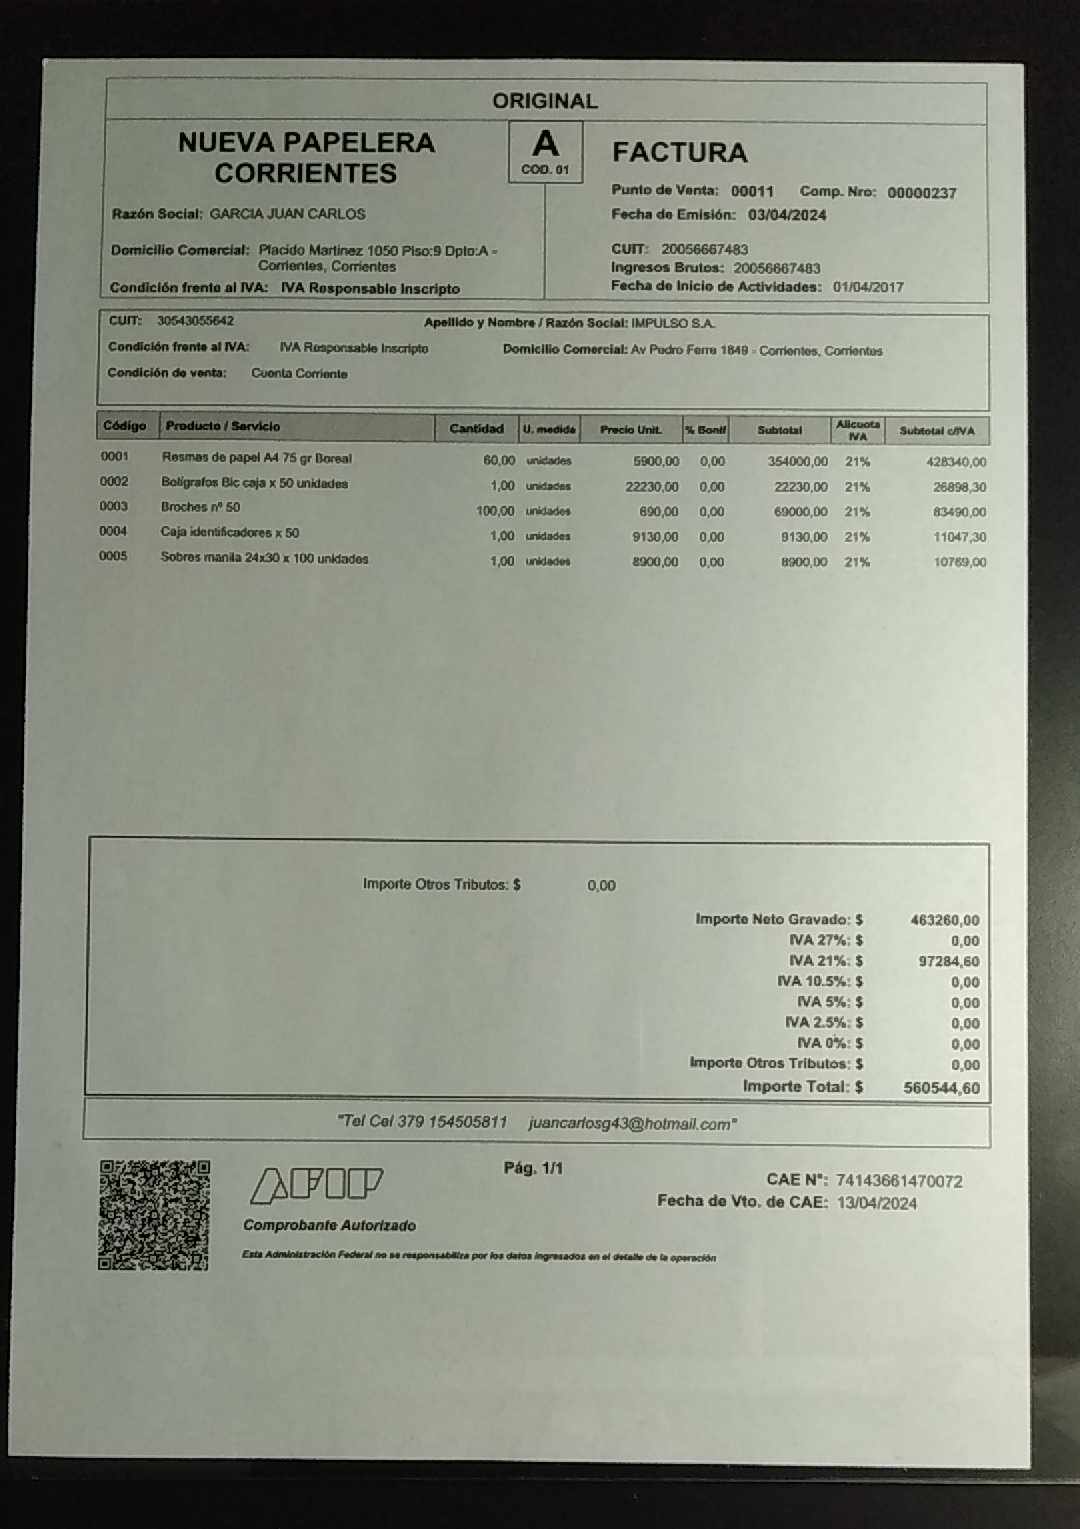 ORIGINAL
NUEVA PAPELERA
CORRIENTES
A
COD. 01
FACTURA
Punto de Venta: 00011 Comp. Nro: 00000237
Razón Social: GARCIA JUAN CARLOS
Fecha de Emisión: 03/04/2024
Domicilio Comercial: Placido Martinez 1050 Piso:9 Dpto:A -
Corrientes, Corrientes
CUIT: 20056667483
Ingresos Brutos: 20056667483
Condición frente al IVA: IVA Responsable Inscripto
Fecha de Inicio de Actividades: 01/04/2017
CUIT: 30543055642 Apellido y Nombre / Razón Social: IMPULSO S.A.
Condición frente al IVA: IVA Responsable Inscripto Domicilio Comercial: Av Pedro Ferre 1849 - Corrientes, Corrientes
Condición de venta: Cuenta Corriente
Código Producto / Servicio Cantidad U. medida Precio Unit. % Bonif Subtotal Alicuota IVA Subtotal c/IVA
0001 Resmas de papel A4 75 gr Boreal 60,00 unidades 5900,00 0,00 354000,00 21% 428340,00
0002 Bolígrafos Bic caja x 50 unidades 1,00 unidades 22230,00 0,00 22230,00 21% 26898,30
0003 Broches nº 50 100,00 unidades 690,00 0,00 69000,00 21% 83490,00
0004 Caja identificadores x 50 1,00 unidades 9130,00 0,00 9130,00 21% 11047,30
0005 Sobres manila 24x30 x 100 unidades 1,00 unidades 8900,00 0,00 8900,00 21% 10769,00
Importe Otros Tributos: $ 0,00
Importe Neto Gravado: $ 463260,00
IVA 27%: $ 0,00
IVA 21%: $ 97284,60
IVA 10.5%: $ 0,00
IVA 5%: $ 0,00
IVA 2.5%: $ 0,00
IVA 0%: $ 0,00
Importe Otros Tributos: $ 0,00
Importe Total: $ 560544,60
"Tel Cel 379 154505811 juancarlosg43@hotmail.com"
AFIP
Pág. 1/1
CAE N°: 74143661470072
Fecha de Vto. de CAE: 13/04/2024
Comprobante Autorizado
Esta Administración Federal no se responsabiliza por los datos ingresados en el detalle de la operación